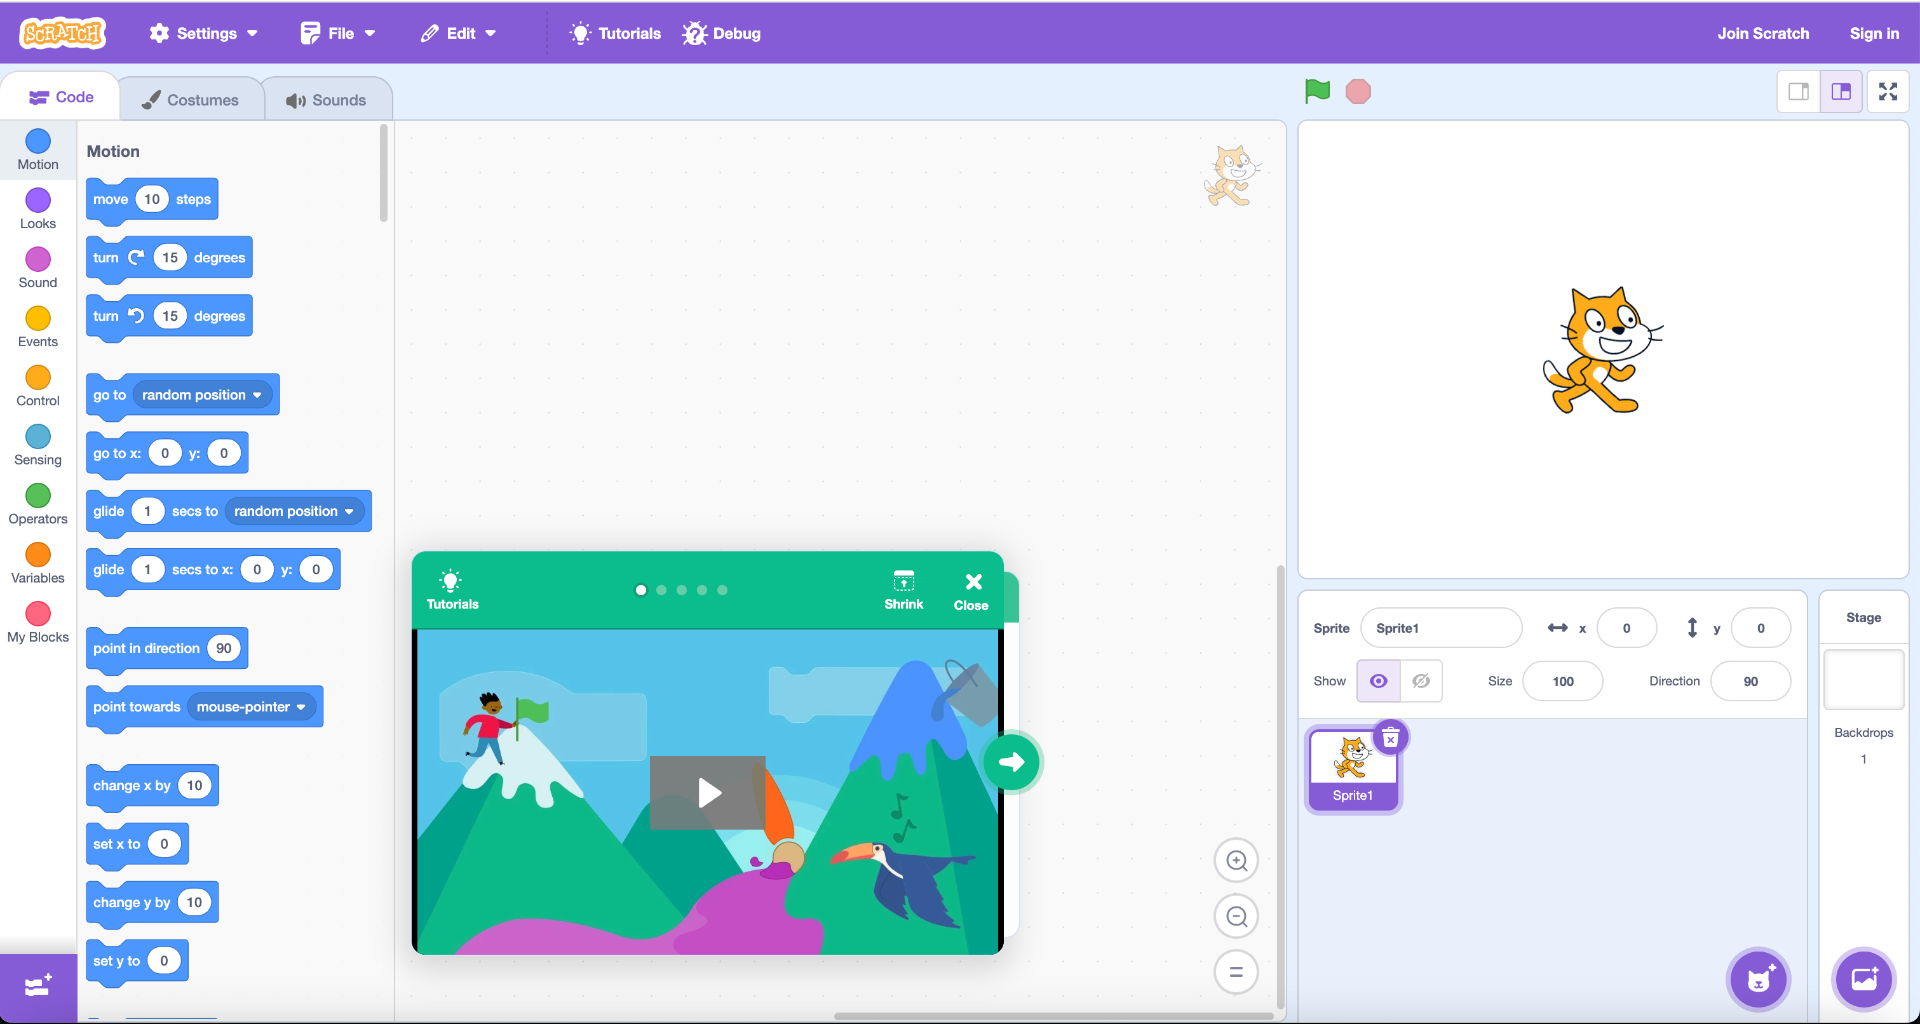 SCRATCH Settings File Edit Tutorials Debug Join Scratch Sign in
Code Costumes Sounds
Motion
Looks
Sound
Events
Control
Sensing
Operators
Variables
My Blocks
Motion
move 10 steps
turn 15 degrees
turn 15 degrees
go to random position
go to x: 0 y: 0
glide 1 secs to random position
glide 1 secs to x: 0 y: 0
point in direction 90
point towards mouse-pointer
change x by 10
set x to 0
change y by 10
set y to 0
Tutorials Shrink Close
Sprite Sprite1 x 0 y 0
Show Size 100 Direction 90
Sprite1
Stage
Backdrops
1